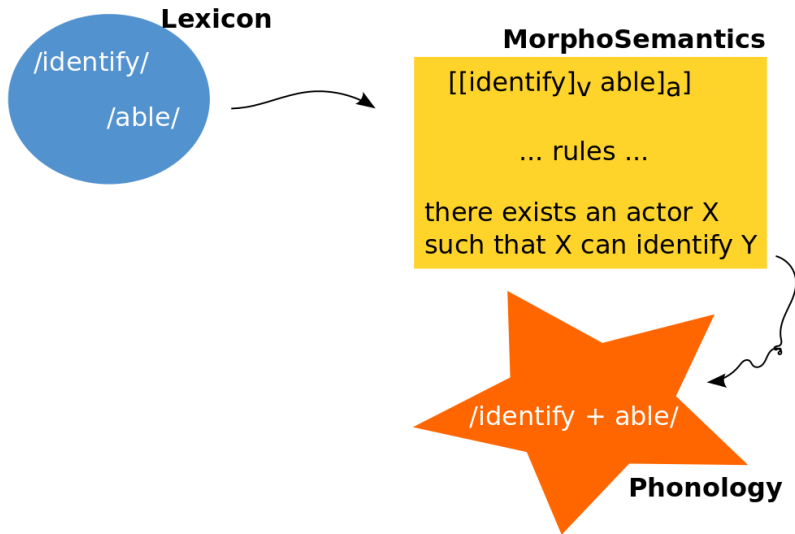 Lexicon
/identify/
/able/
MorphoSemantics
[[identify]v able]a]
... rules ...
there exists an actor X
such that X can identify Y
/identify + able/
Phonology